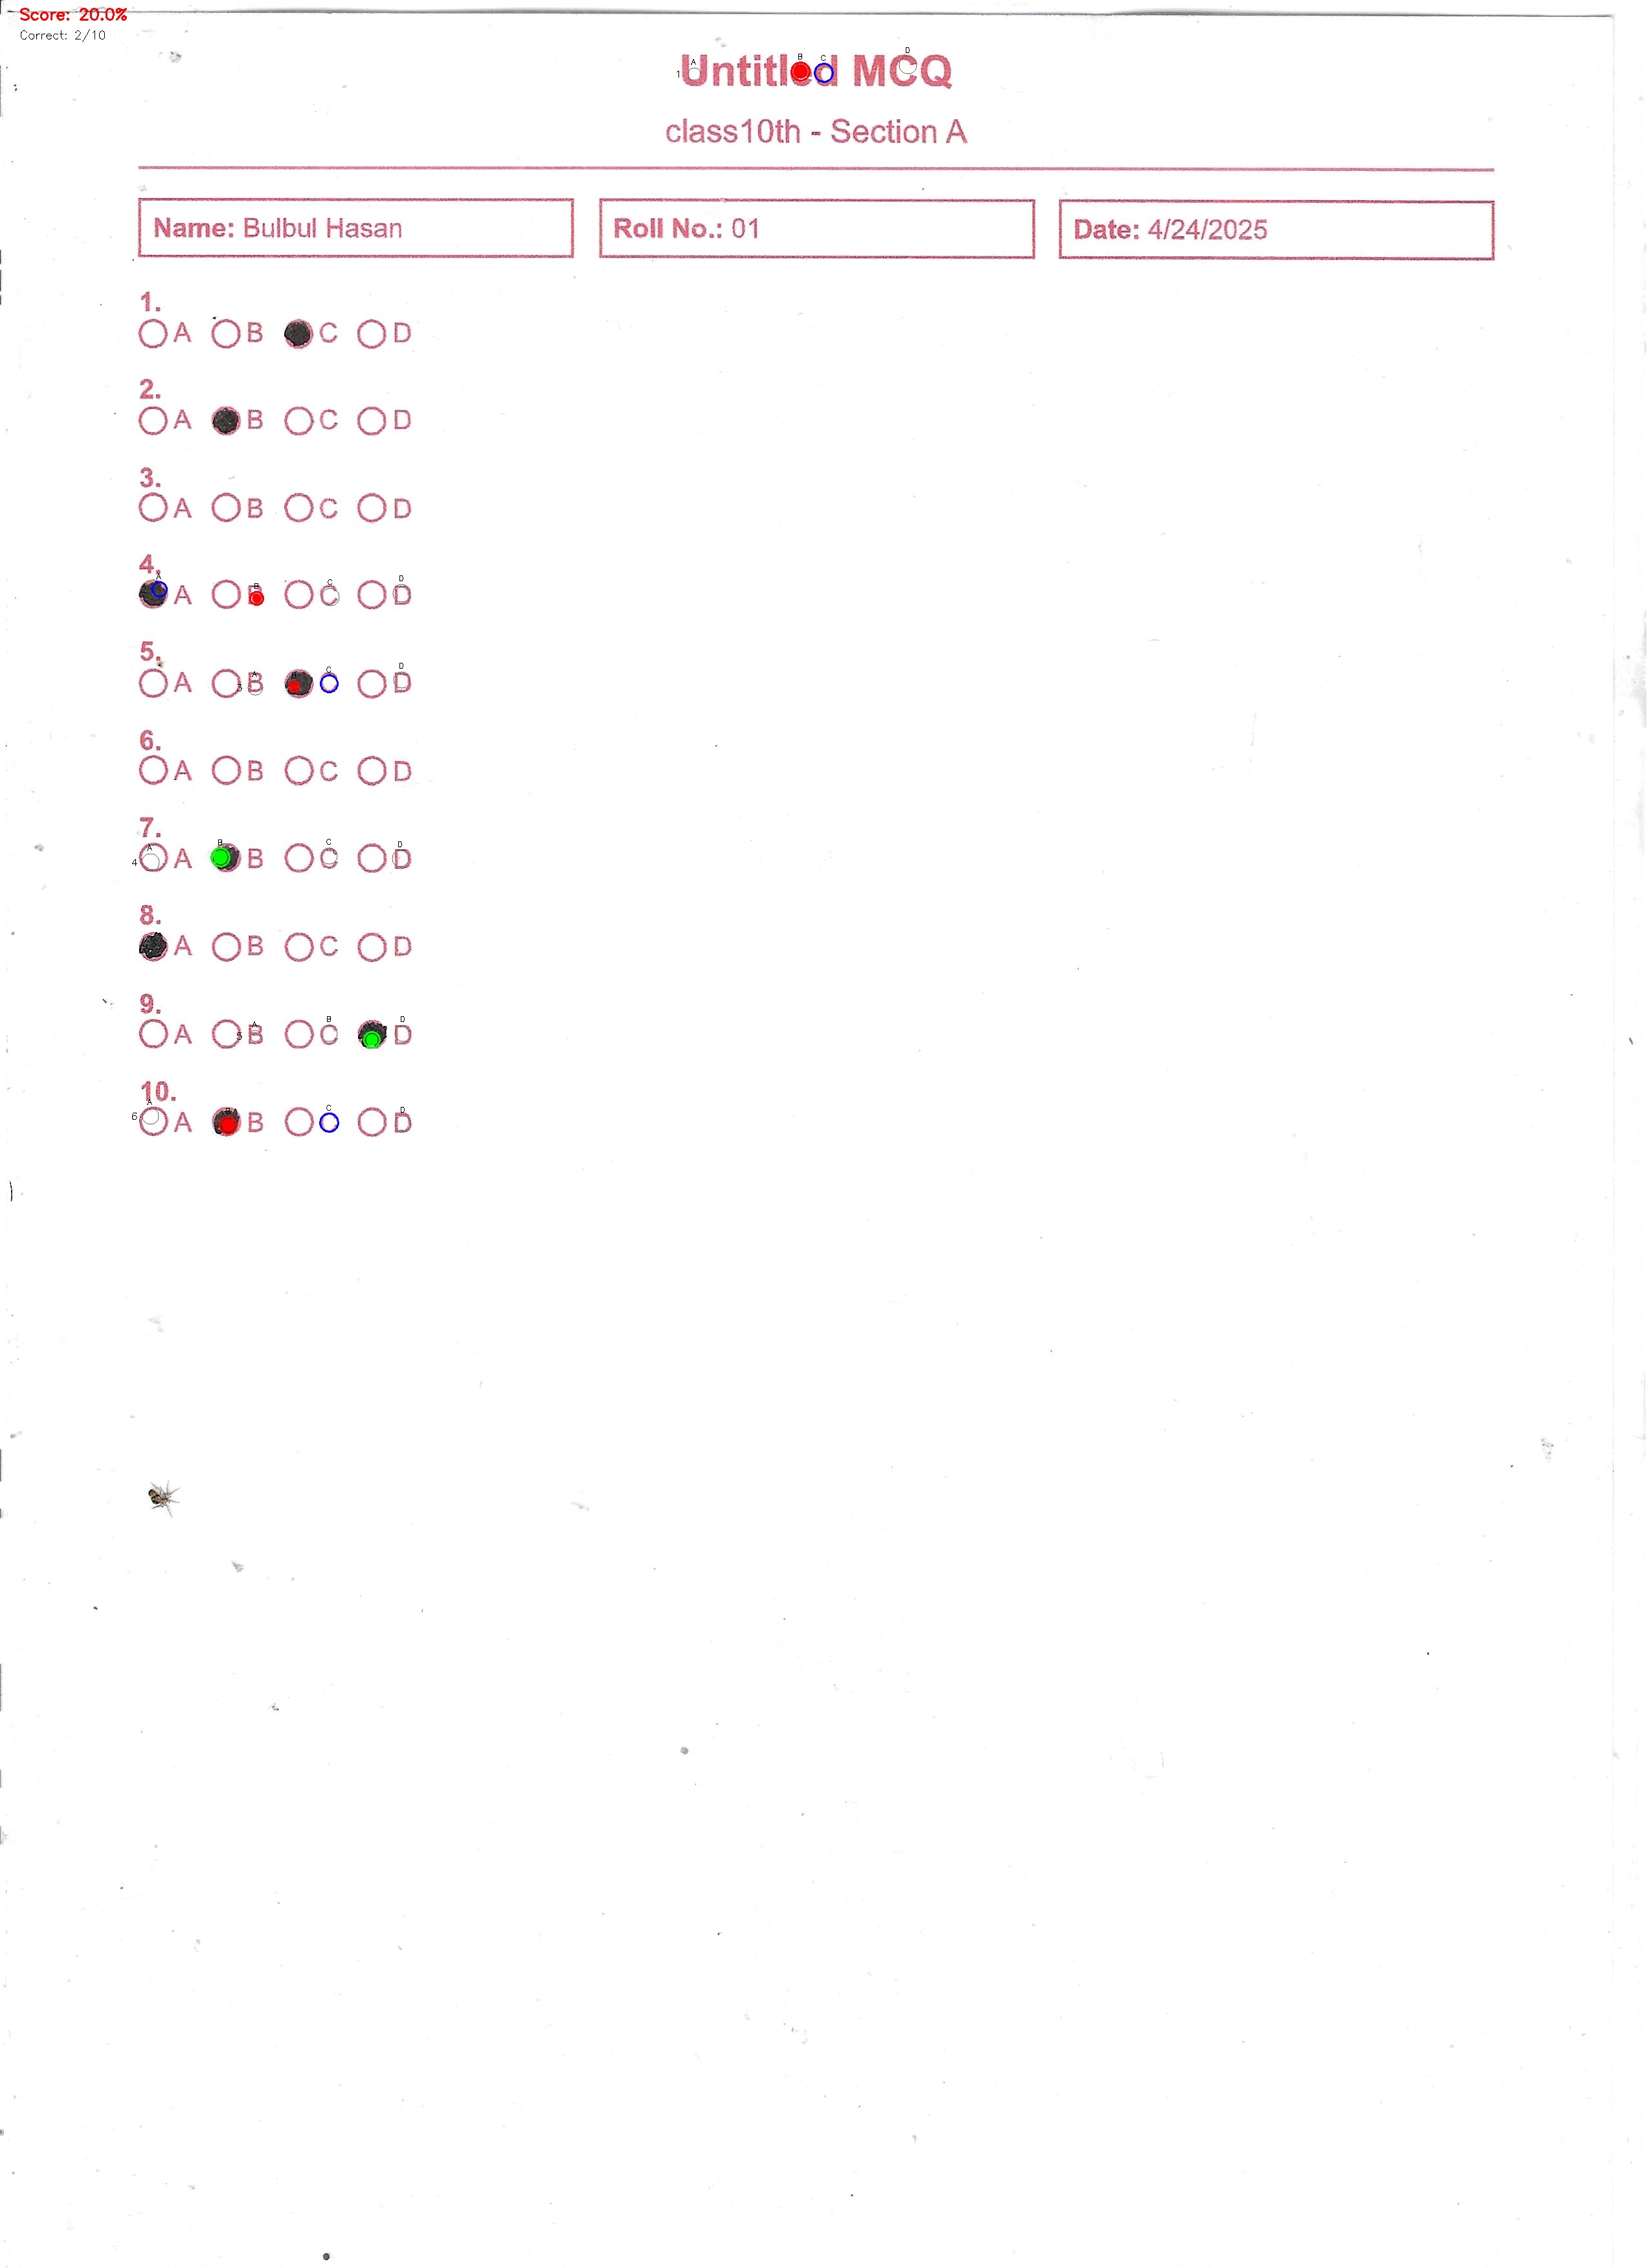 Score: 20.0%
Correct: 2/10
Untitled MCQ
class10th - Section A
Name: Bulbul Hasan
Roll No.: 01
Date: 4/24/2025
1.
A B C D
2.
A B C D
3.
A B C D
4.
A B C D
5.
A B C D
6.
A B C D
7.
A B C D
8.
A B C D
9.
A B C D
10.
A B C D